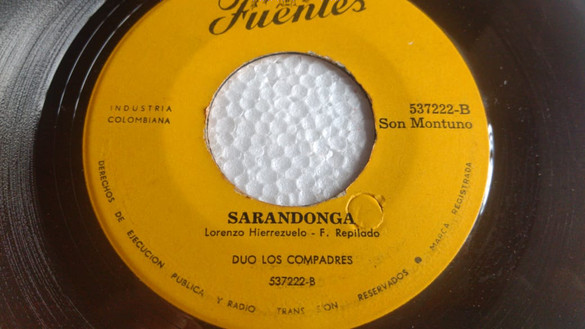 Fuentes
INDUSTRIA
COLOMBIANA
537222-B
Son Montuno
SARANDONGA
Lorenzo Hierrezuelo - F. Repilado
DUO LOS COMPADRES
537222-B
DERECHOS DE EJECUCION PUBLICA Y RADIO TRANS SON RESERVADOS • MARCA REGISTRADA